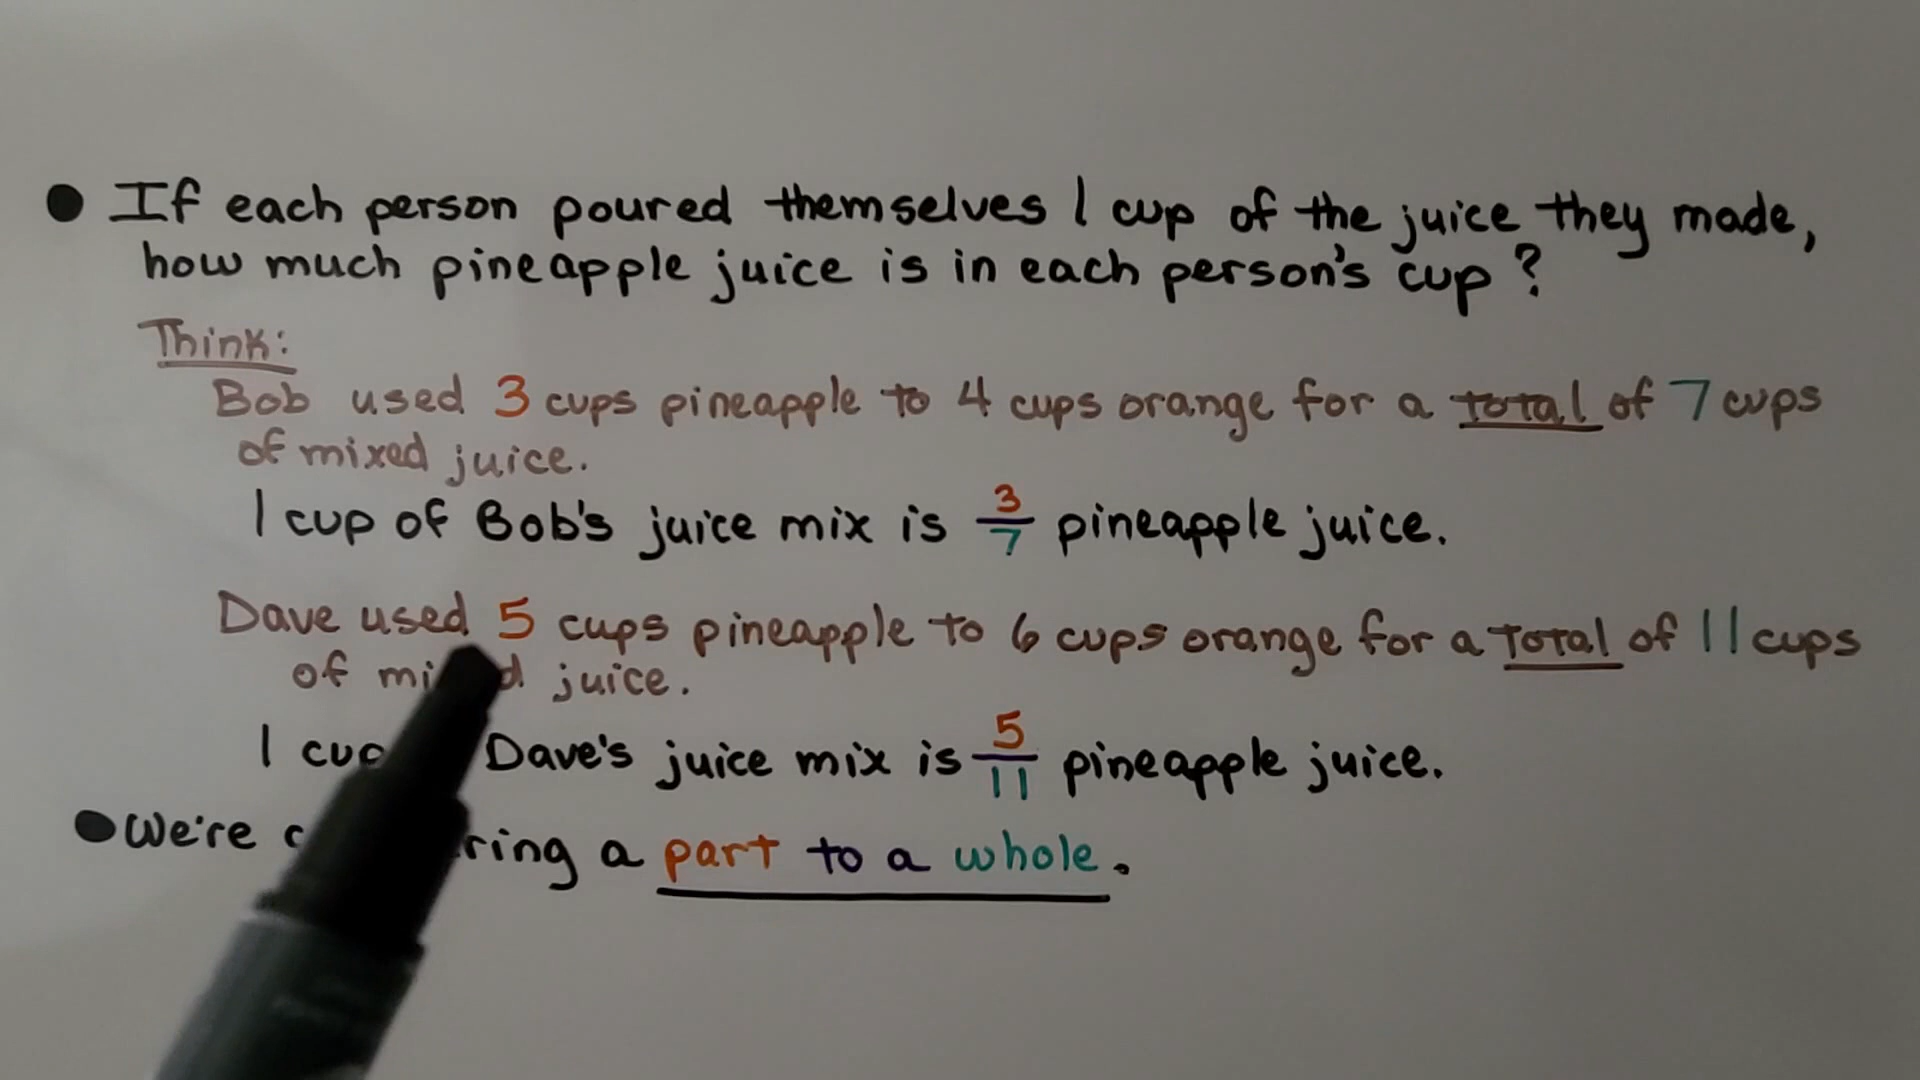 If each person poured themselves 1 cup of the juice they made,
how much pineapple juice is in each person's cup?
Think:
Bob used 3 cups pineapple to 4 cups orange for a total of 7 cups
of mixed juice.
1 cup of Bob's juice mix is 3/7 pineapple juice.
Dave used 5 cups pineapple to 6 cups orange for a total of 11 cups
of juice.
1 Dave's juice mix is 5/11 pineapple juice.
We're a part to a whole.